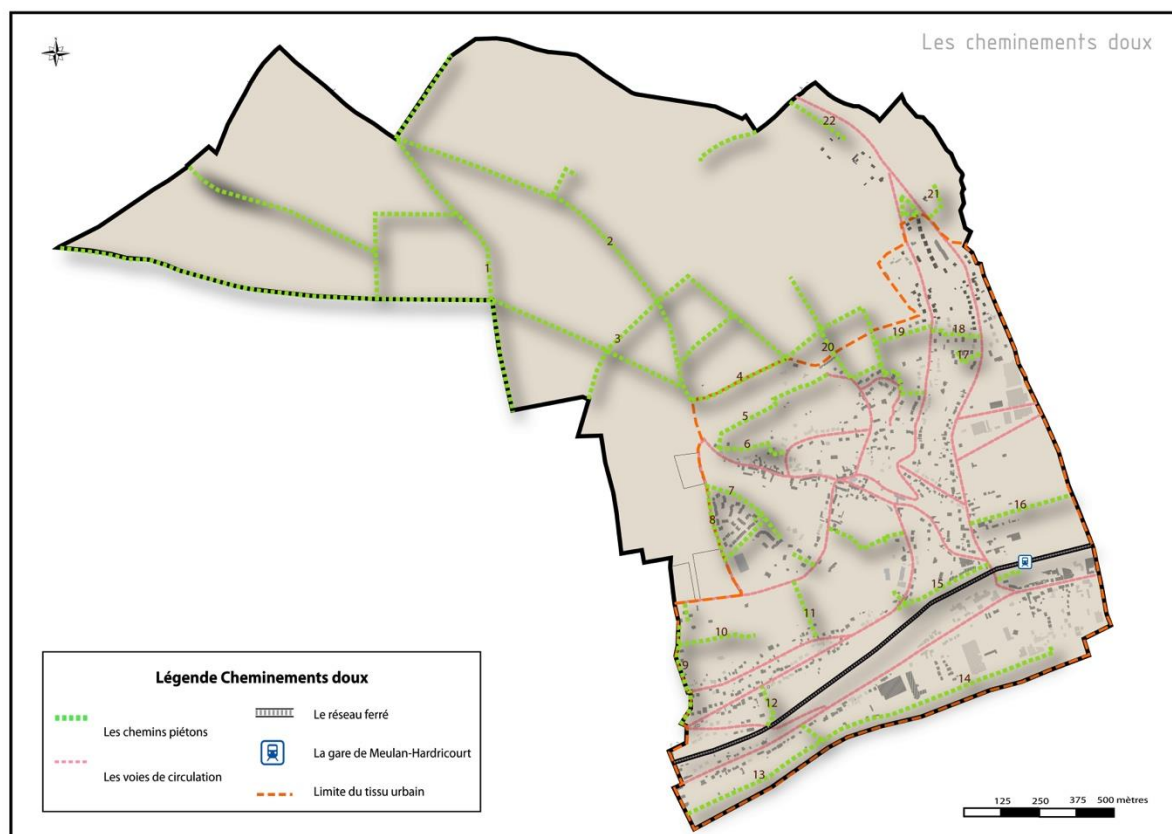 Les cheminements doux
22
21
2
1
3
20
19
18
17
4
5
6
7
8
16
15
11
10
9
14
12
13
Légende Cheminements doux
Les chemins piétons
Les voies de circulation
Le réseau ferré
La gare de Meulan-Hardricourt
Limite du tissu urbain
125 250 375 500 mètres